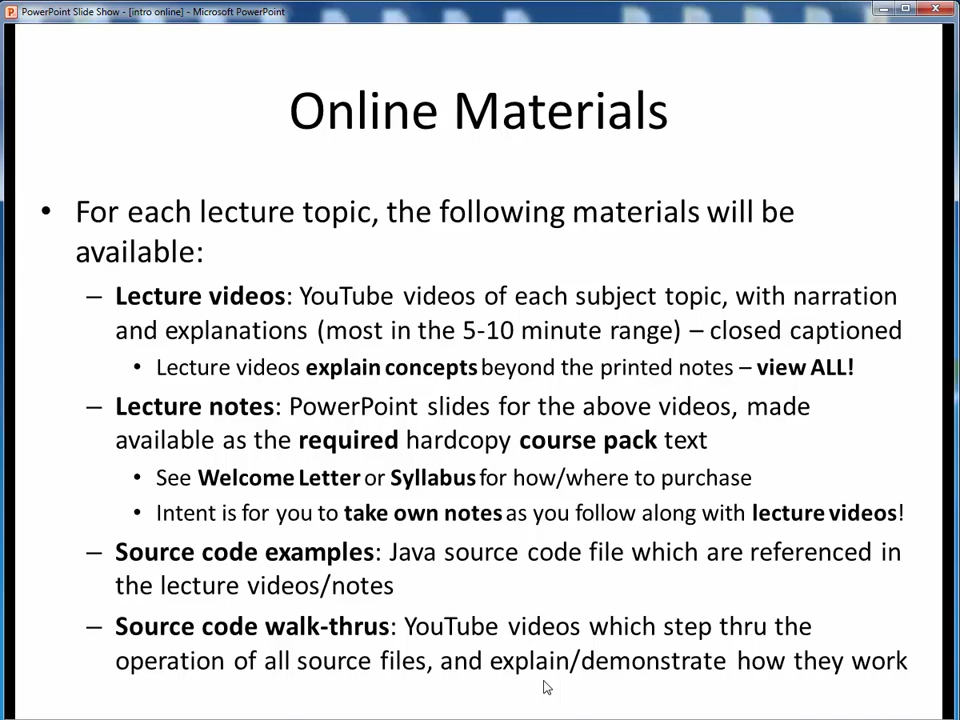 PowerPoint Slide Show - [intro online] - Microsoft PowerPoint
Online Materials
• For each lecture topic, the following materials will be
available:
– Lecture videos: YouTube videos of each subject topic, with narration
and explanations (most in the 5-10 minute range) – closed captioned
• Lecture videos explain concepts beyond the printed notes – view ALL!
– Lecture notes: PowerPoint slides for the above videos, made
available as the required hardcopy course pack text
• See Welcome Letter or Syllabus for how/where to purchase
• Intent is for you to take own notes as you follow along with lecture videos!
– Source code examples: Java source code file which are referenced in
the lecture videos/notes
– Source code walk-thrus: YouTube videos which step thru the
operation of all source files, and explain/demonstrate how they work